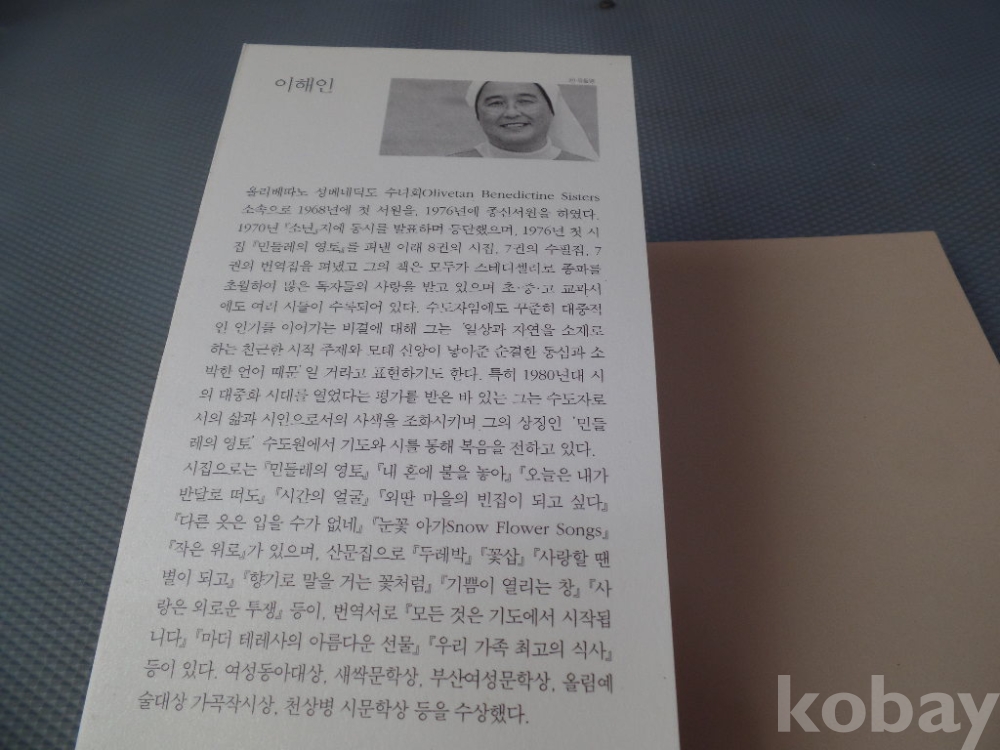 이해인
올리베따노 성베네딕도 수녀회Olivetan Benedictine Sisters
소속으로 1968년에 첫 서원을, 1976년에 종신서원을 하였다.
1970년 『소년』지에 동시를 발표하며 등단했으며, 1976년 첫 시
집 『민들레의 영토』를 펴낸 이래 8권의 시집, 7권의 수필집, 7
권의 번역집을 펴냈고 그의 책은 모두가 스테디셀러로 종파를
초월하여 많은 독자들의 사랑을 받고 있으며 초·중·고 교과서
에도 여러 시들이 수록되어 있다. 수도자임에도 꾸준히 대중적
인 인기를 이어가는 비결에 대해 그는 '일상과 자연을 소재로
하는 친근한 시적 주제와 모태 신앙이 낳아준 순결한 동심과 소
박한 언어 때문'일 거라고 표현하기도 한다. 특히 1980년대 시
의 대중화 시대를 열었다는 평가를 받은 바 있는 그는 수도자로
서의 삶과 시인으로서의 사색을 조화시키며 그의 상징인 '민들
레의 영토' 수도원에서 기도와 시를 통해 복음을 전하고 있다.
시집으로는 『민들레의 영토』 『내 혼에 불을 놓아』 『오늘은 내가
반달로 떠도』 『시간의 얼굴』 『외딴 마을의 빈집이 되고 싶다』
『다른 옷은 입을 수가 없네』 『눈꽃 아가Snow Flower Songs』
『작은 위로』가 있으며, 산문집으로 『두레박』 『꽃삽』 『사랑할 땐
별이 되고』 『향기로 말을 거는 꽃처럼』 『기쁨이 열리는 창』 『사
랑은 외로운 투쟁』 등이, 번역서로 『모든 것은 기도에서 시작됩
니다』 『마더 테레사의 아름다운 선물』 『우리 가족 최고의 식사』
등이 있다. 여성동아대상, 새싹문학상, 부산여성문학상, 올림예
술대상 가곡작시상, 천상병 시문학상 등을 수상했다.
kobay